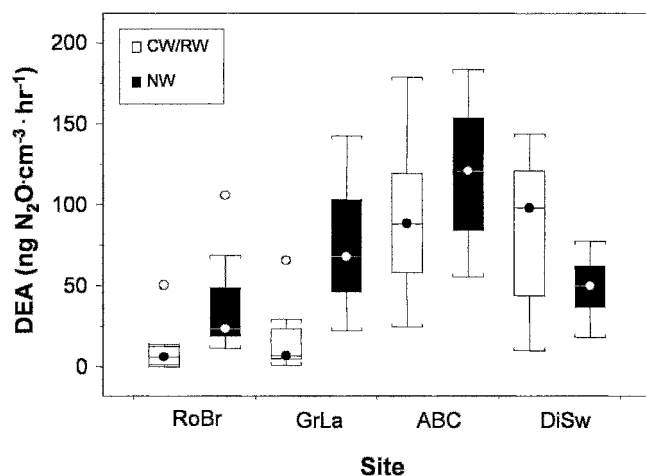 CW/RW
NW
DEA (ng N₂O·cm⁻³ · hr⁻¹)
200
150
100
50
0
RoBr GrLa ABC DiSw
Site